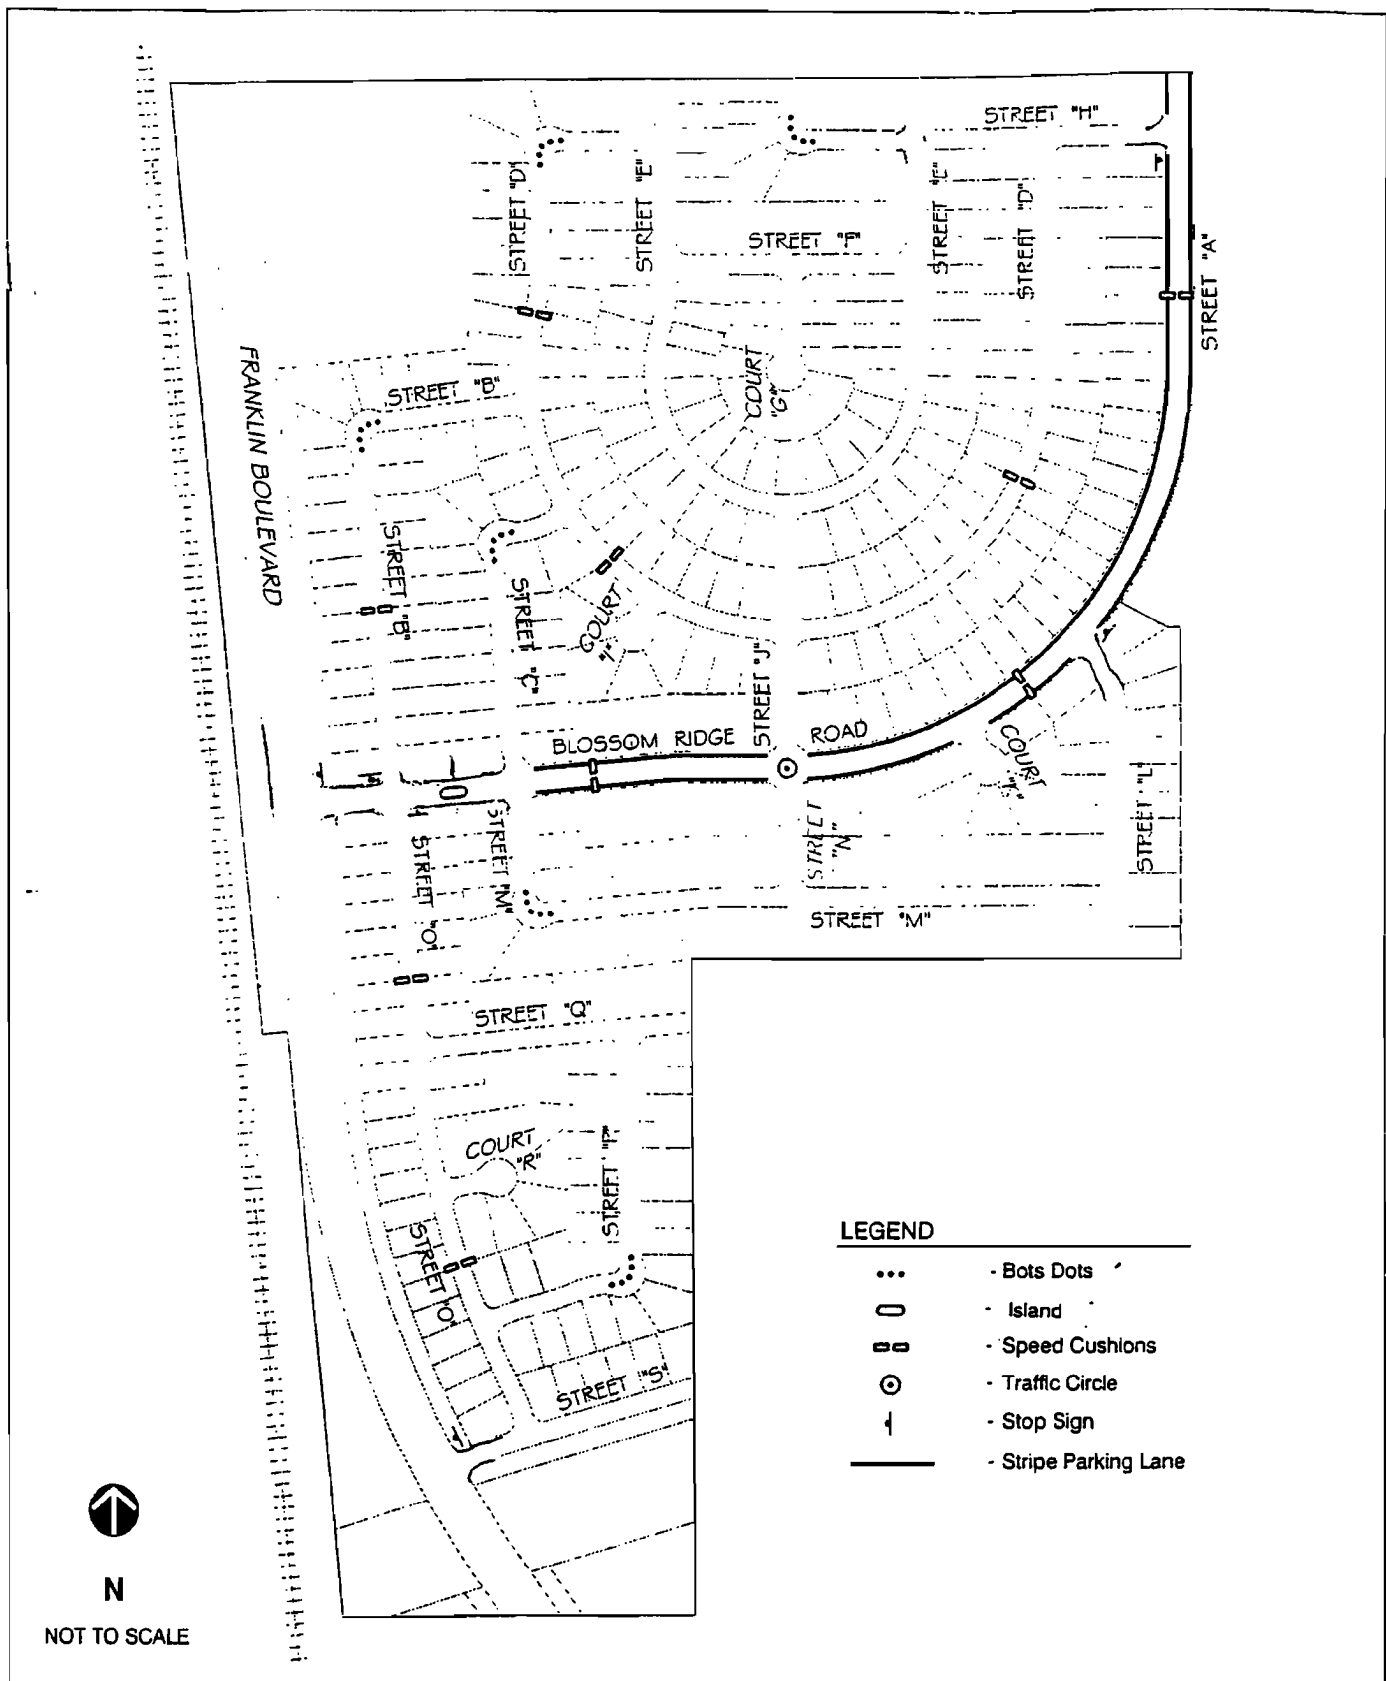 STREET "H"
STREET "D"
STREET "E"
STREET "E"
STREET "D"
STREET "F"
STREET "A"
COURT
"G"
FRANKLIN BOULEVARD
STREET "B"
STREET "B"
STREET "C"
COURT
"I"
STREET "J"
BLOSSOM RIDGE ROAD
COURT
"K"
STREET "L"
STREET "M"
STREET "N"
STREET "O"
STREET "M"
STREET "Q"
COURT
"R"
STREET "P"
STREET "O"
STREET "S"
LEGEND
- Bots Dots
- Island
- Speed Cushions
- Traffic Circle
- Stop Sign
- Stripe Parking Lane
N
NOT TO SCALE